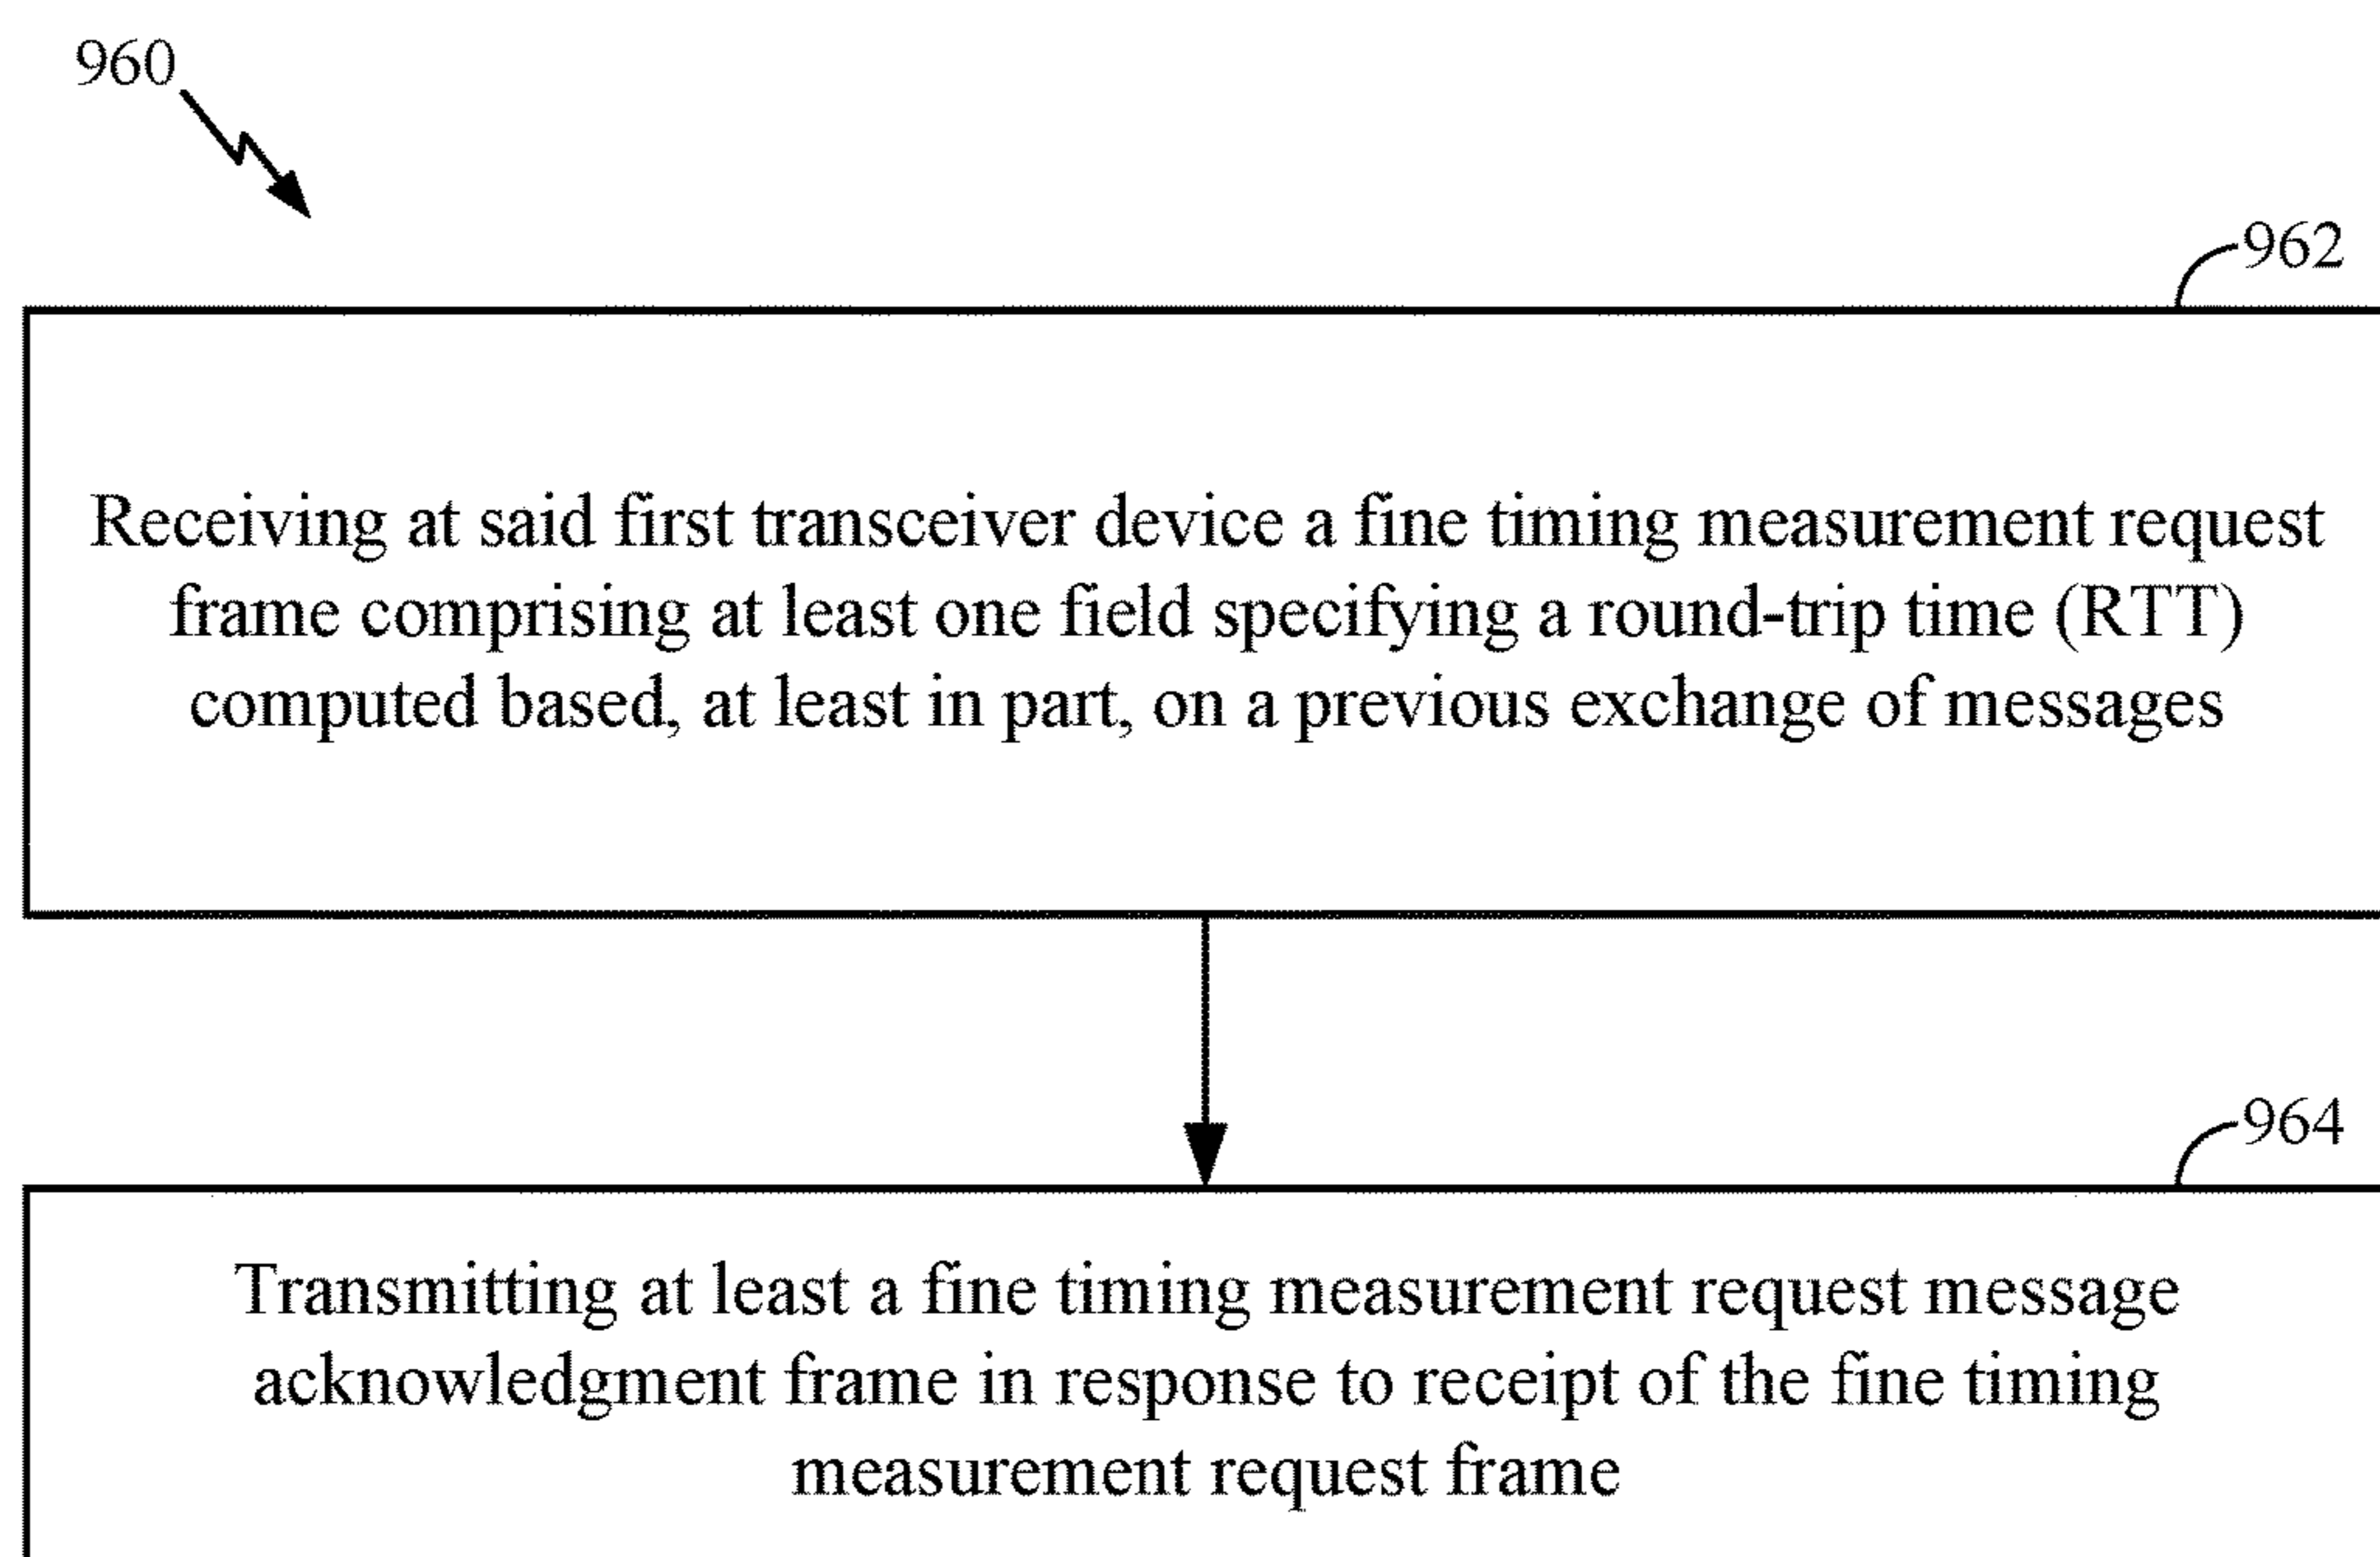 960
962
Receiving at said first transceiver device a fine timing measurement request
frame comprising at least one field specifying a round-trip time (RTT)
computed based, at least in part, on a previous exchange of messages
964
Transmitting at least a fine timing measurement request message
acknowledgment frame in response to receipt of the fine timing
measurement request frame